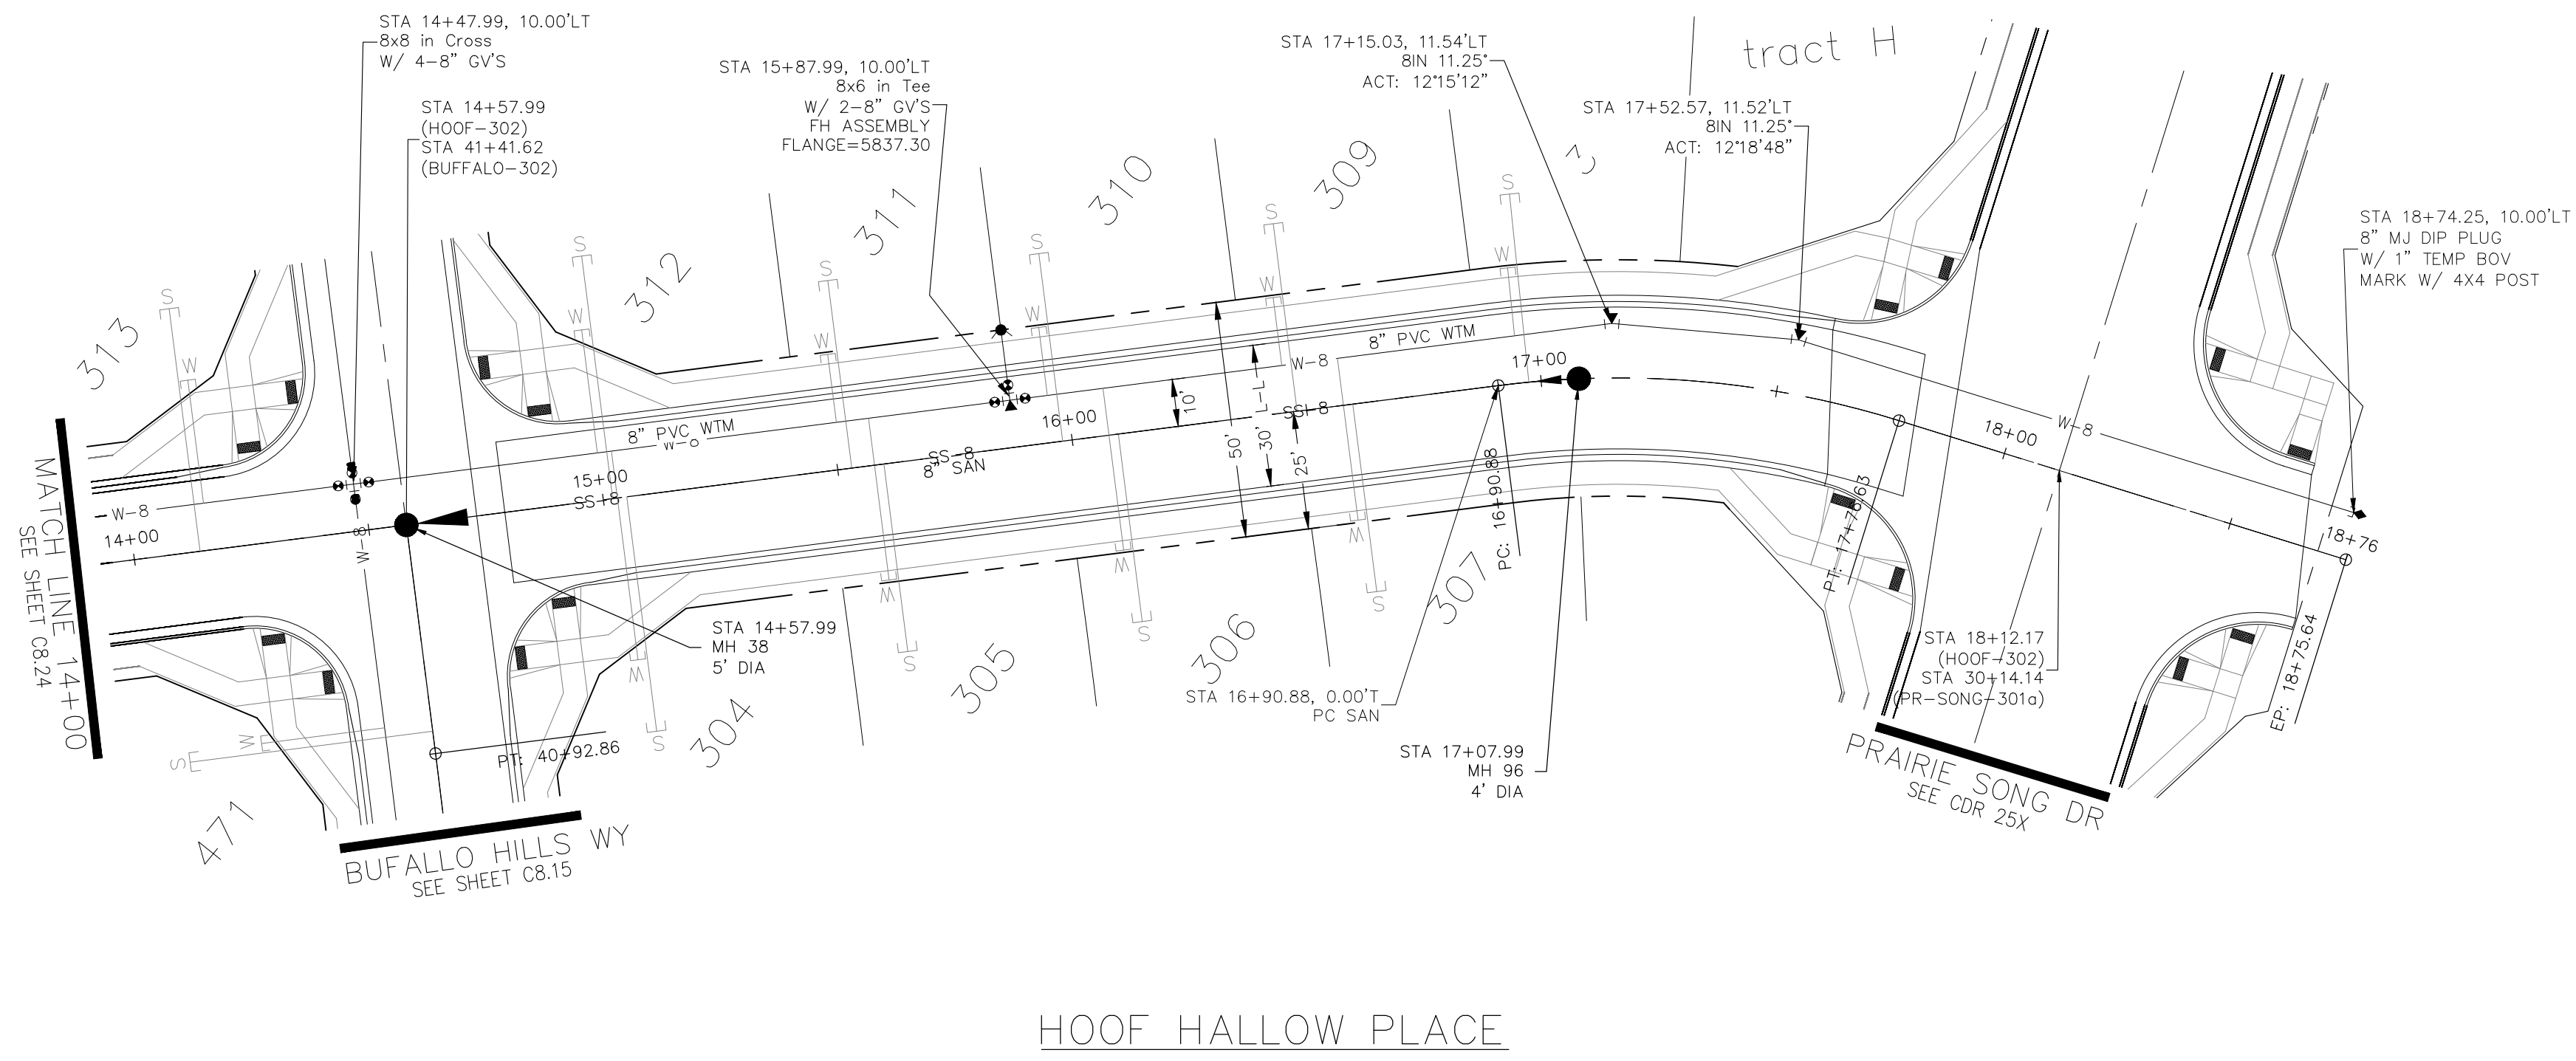 STA 14+47.99, 10.00'LT
8x8 in Cross
W/ 4-8" GV'S
STA 14+57.99
(HOOF-302)
STA 41+41.62
(BUFFALO-302)
STA 15+87.99, 10.00'LT
8x6 in Tee
W/ 2-8" GV'S
FH ASSEMBLY
FLANGE=5837.30
STA 17+15.03, 11.54'LT
8IN 11.25°
ACT: 12°15'12"
STA 17+52.57, 11.52'LT
8IN 11.25°
ACT: 12°18'48"
tract H
STA 18+74.25, 10.00'LT
8" MJ DIP PLUG
W/ 1" TEMP BOV
MARK W/ 4X4 POST
313
312
311
310
309
3
S
W
S
W
S
W
S
W
S
W
S
W
8" PVC WTM
8" PVC WTM
W-8
W-8
W-8
W-8
14+00
15+00
16+00
17+00
18+00
18+76
SS-8
SS-8
8" SAN
SS-8
10'
50'
30' L-L
25'
PC: 16+90.88
PT: 17+76.63
EP: 18+75.64
PT: 40+92.86
MATCH LINE 14+00
SEE SHEET C8.24
STA 14+57.99
MH 38
5' DIA
STA 16+90.88, 0.00'T
PC SAN
STA 17+07.99
MH 96
4' DIA
STA 18+12.17
(HOOF-302)
STA 30+14.14
(PR-SONG-301a)
W
S
W
S
W
S
W
S
W
S
471
304
305
306
307
BUFALLO HILLS WY
SEE SHEET C8.15
PRAIRIE SONG DR
SEE CDR 25X
HOOF HALLOW PLACE